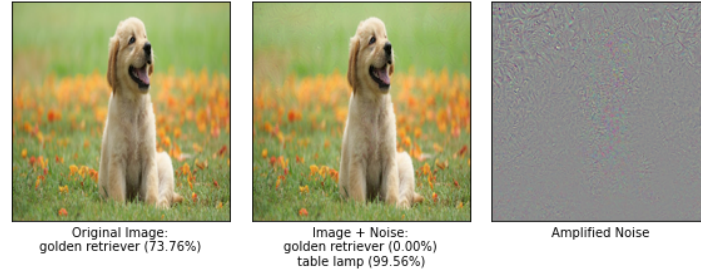 Original Image:
golden retriever (73.76%)
Image + Noise:
golden retriever (0.00%)
table lamp (99.56%)
Amplified Noise